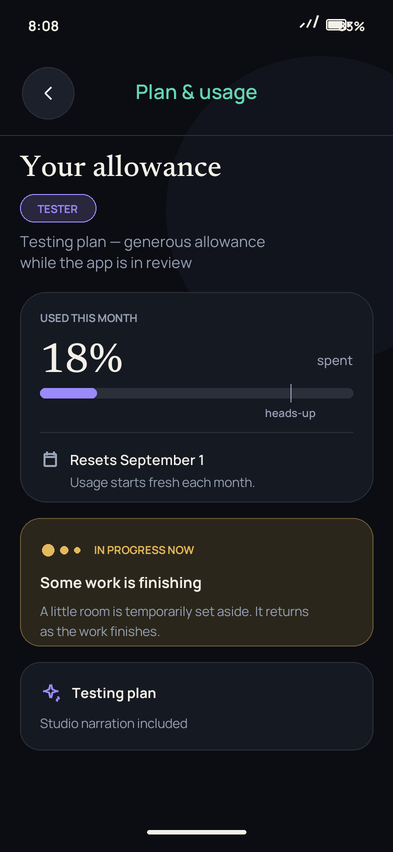 8:08
Plan & usage
Your allowance
TESTER
Testing plan — generous allowance
while the app is in review
USED THIS MONTH
18%
spent
heads-up
Resets September 1
Usage starts fresh each month.
IN PROGRESS NOW
Some work is finishing
A little room is temporarily set aside. It returns
as the work finishes.
Testing plan
Studio narration included